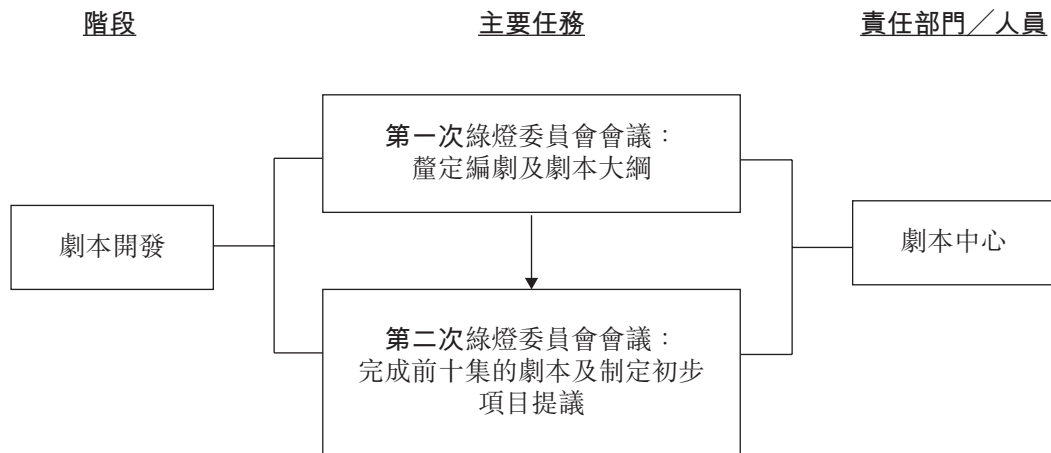 階段
主要任務
責任部門／人員
第一次綠燈委員會會議：
釐定編劇及劇本大綱
劇本開發
劇本中心
第二次綠燈委員會會議：
完成前十集的劇本及制定初步
項目提議